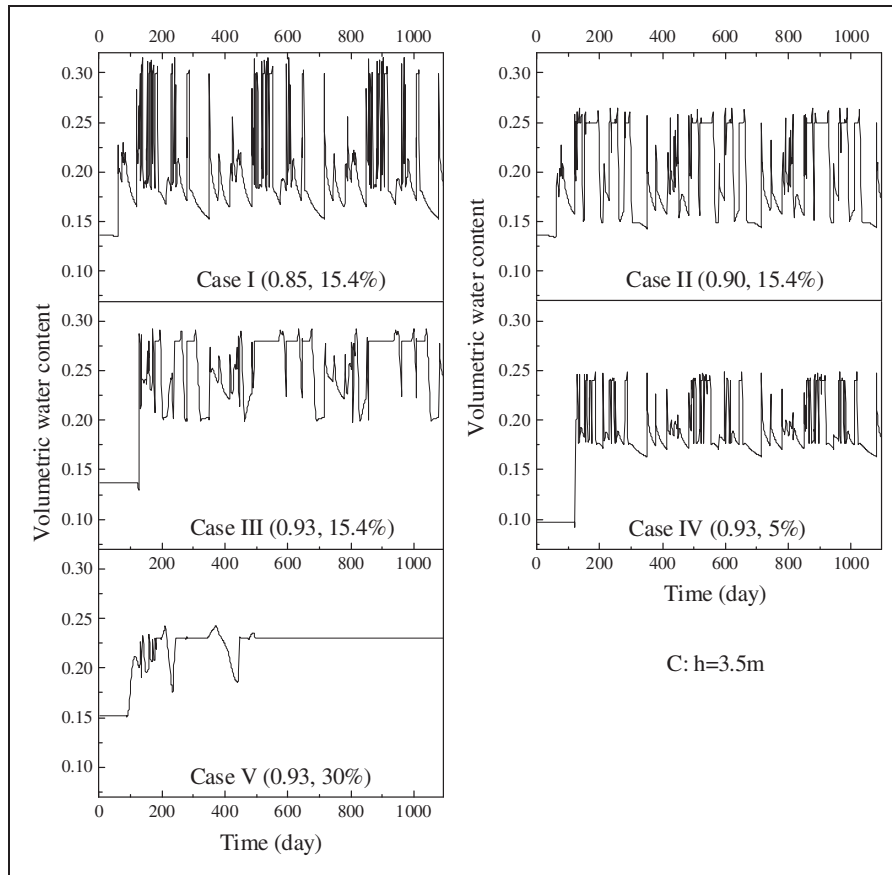 0 200 400 600 800 1000
0.30
0.25
0.20
0.15
0.10
Case I (0.85, 15.4%)
0 200 400 600 800 1000
0.30
0.25
0.20
0.15
0.10
Case II (0.90, 15.4%)
Volumetric water content
0.30
0.25
0.20
0.15
0.10
Case III (0.93, 15.4%)
Volumetric water content
0.30
0.25
0.20
0.15
0.10
Case IV (0.93, 5%)
0 200 400 600 800 1000
Time (day)
0.30
0.25
0.20
0.15
0.10
Case V (0.93, 30%)
0 200 400 600 800 1000
Time (day)
C: h=3.5m